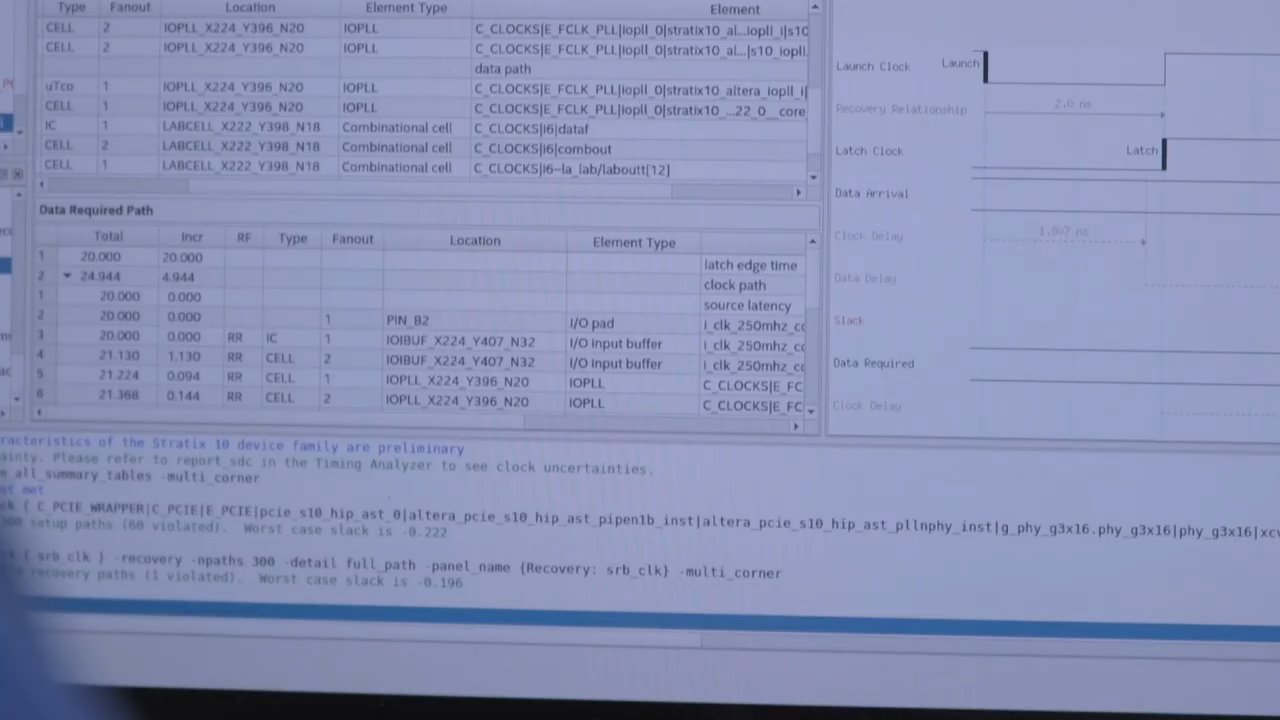 Type Fanout Location Element Type Element
CELL 2 IOPLL_X224_Y396_N20 IOPLL C_CLOCKS|E_FCLK_PLL|iopll_0|stratix10_al...iopll_i|s10
CELL 2 IOPLL_X224_Y396_N20 IOPLL C_CLOCKS|E_FCLK_PLL|iopll_0|stratix10_al...|s10_iopll.
data path
uTco 1 IOPLL_X224_Y396_N20 IOPLL C_CLOCKS|E_FCLK_PLL|iopll_0|stratix10_altera_iopll_i|
CELL 1 IOPLL_X224_Y396_N20 IOPLL C_CLOCKS|E_FCLK_PLL|iopll_0|stratix10_...22_0__core
IC 1 LABCELL_X222_Y398_N18 Combinational cell C_CLOCKS|i6|dataf
CELL 2 LABCELL_X222_Y398_N18 Combinational cell C_CLOCKS|i6|combout
CELL 1 LABCELL_X222_Y398_N18 Combinational cell C_CLOCKS|i6~la_lab/laboutt[12]
Data Required Path
Total Incr RF Type Fanout Location Element Type
1 20.000 20.000 latch edge time
2 24.944 4.944 clock path
1 20.000 0.000 source latency
2 20.000 0.000 1 PIN_B2 I/O pad i_clk_250mhz_co
3 20.000 0.000 RR IC 1 IOIBUF_X224_Y407_N32 I/O input buffer i_clk_250mhz_co
4 21.130 1.130 RR CELL 2 IOIBUF_X224_Y407_N32 I/O input buffer i_clk_250mhz_co
5 21.224 0.094 RR CELL 1 IOPLL_X224_Y396_N20 IOPLL C_CLOCKS|E_FC
6 21.368 0.144 RR CELL 2 IOPLL_X224_Y396_N20 IOPLL C_CLOCKS|E_FC
Launch Clock Launch
Recovery Relationship 2.0 ns
Latch Clock Latch
Data Arrival
Clock Delay 1.807 ns
Data Delay
Slack
Data Required
Clock Delay
racteristics of the Stratix 10 device family are preliminary
ainty. Please refer to report_sdc in the Timing Analyzer to see clock uncertainties.
e all_summary_tables -multi_corner
ot met
ck { C_PCIE_WRAPPER|C_PCIE|E_PCIE|pcie_s10_hip_ast_0|altera_pcie_s10_hip_ast_pipen1b_inst|altera_pcie_s10_hip_ast_pllnphy_inst|g_phy_g3x16.phy_g3x16|phy_g3x16|xcv
300 setup paths (60 violated). Worst case slack is -0.222
ck { srb_clk } -recovery -npaths 300 -detail full_path -panel_name {Recovery: srb_clk} -multi_corner
recovery paths (1 violated). Worst case slack is -0.196